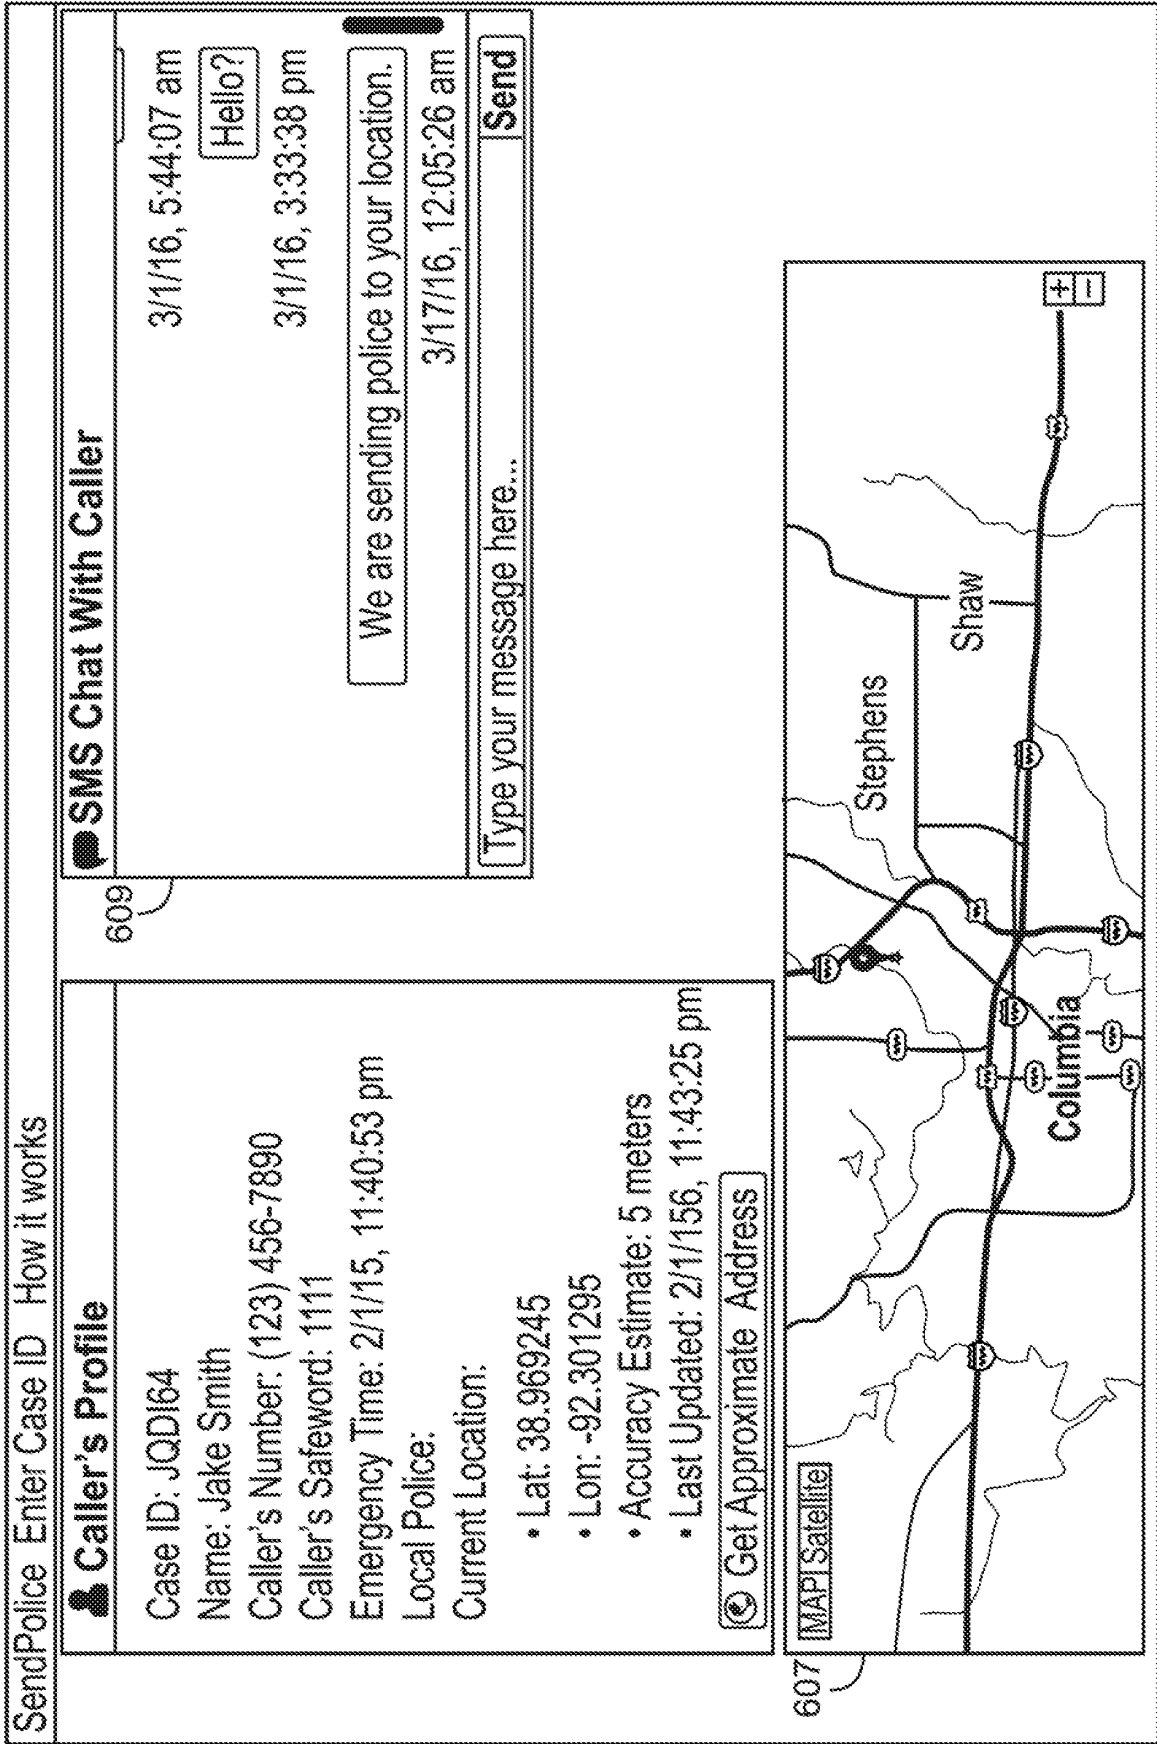 SendPolice Enter Case ID How it works
Caller's Profile
Case ID: JQDI64
Name: Jake Smith
Caller's Number: (123) 456-7890
Caller's Safeword: 1111
Emergency Time: 2/1/15, 11:40:53 pm
Local Police:
Current Location:
• Lat: 38.969245
• Lon: -92.301295
• Accuracy Estimate: 5 meters
• Last Updated: 2/1/156, 11:43:25 pm
Get Approximate Address
609
SMS Chat With Caller
3/1/16, 5:44:07 am
Hello?
3/1/16, 3:33:38 pm
We are sending police to your location.
3/17/16, 12:05:26 am
Type your message here...
Send
607
MAPI Satellite
Stephens
Shaw
Columbia
+
−